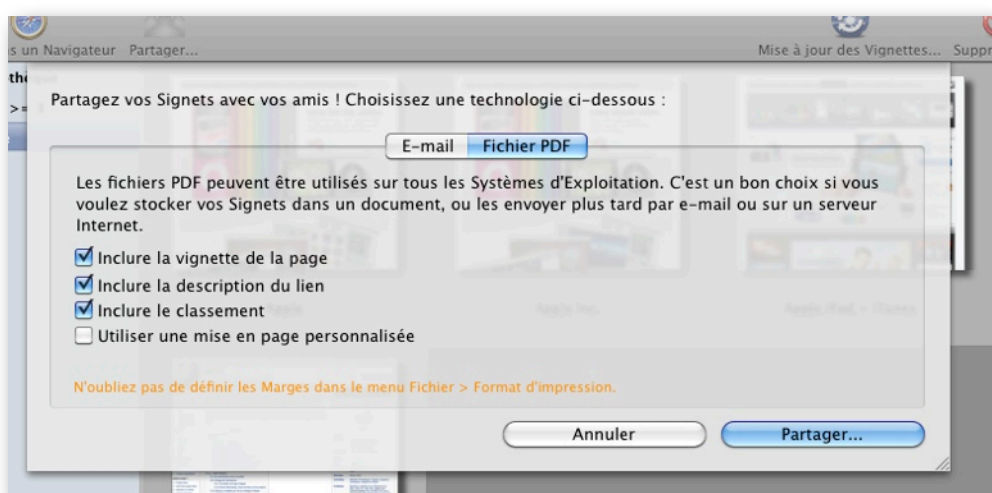 s un Navigateur Partager... Mise à jour des Vignettes... Suppr
thè
>=
Partagez vos Signets avec vos amis ! Choisissez une technologie ci-dessous :
E-mail Fichier PDF
Les fichiers PDF peuvent être utilisés sur tous les Systèmes d'Exploitation. C'est un bon choix si vous
voulez stocker vos Signets dans un document, ou les envoyer plus tard par e-mail ou sur un serveur
Internet.
Inclure la vignette de la page
Inclure la description du lien
Inclure le classement
Utiliser une mise en page personnalisée
N'oubliez pas de définir les Marges dans le menu Fichier > Format d'impression.
Annuler Partager...